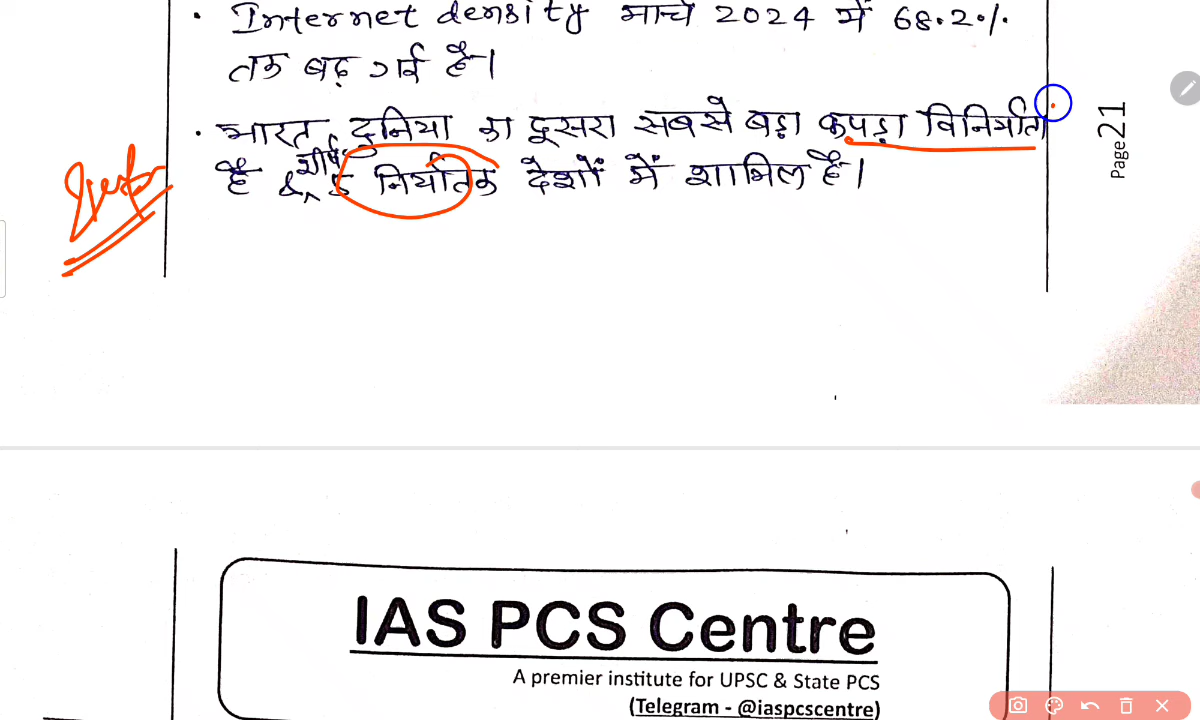 • Internet density मार्च 2024 में 68.2%
तक बढ़ गई है।
• भारत दुनिया का दूसरा सबसे बड़ा कपड़ा विनिर्माता
है & शीर्ष 5 निर्यातक देशों में शामिल है।
Page 21
IAS PCS Centre
A premier institute for UPSC & State PCS
(Telegram - @iaspcscentre)